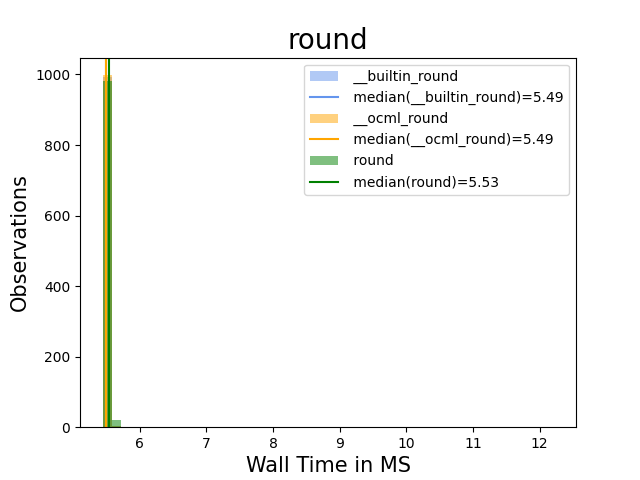 round
1000
800
600
400
200
0
Observations
__builtin_round
median(__builtin_round)=5.49
__ocml_round
median(__ocml_round)=5.49
round
median(round)=5.53
6 7 8 9 10 11 12
Wall Time in MS